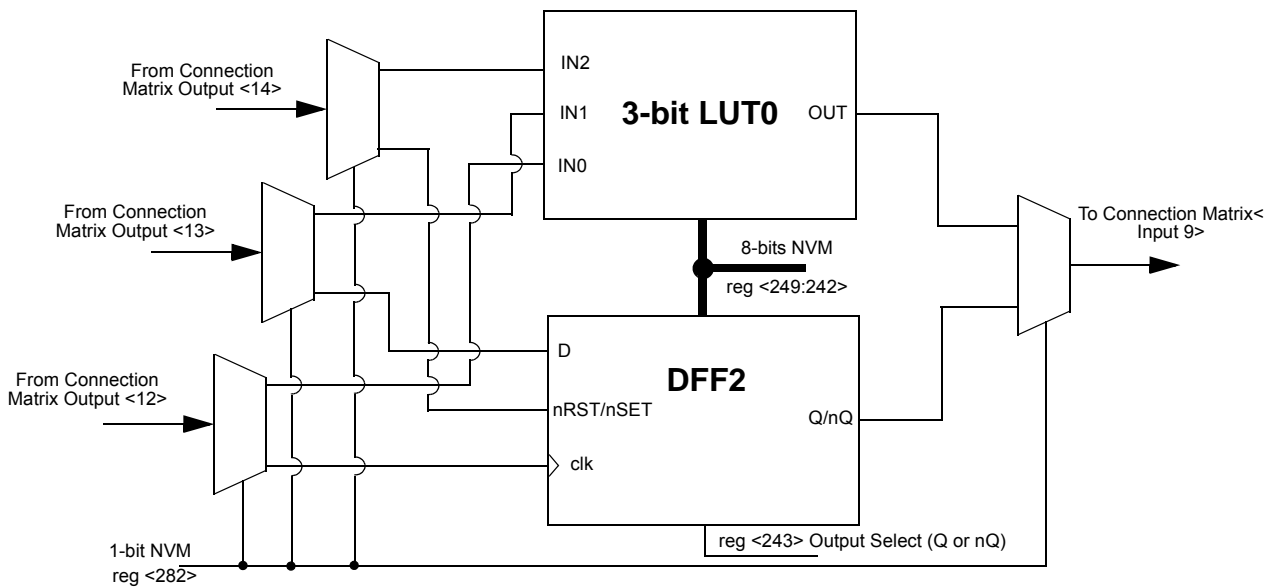 From Connection
Matrix Output <14>
IN2
IN1
IN0
3-bit LUT0
OUT
From Connection
Matrix Output <13>
To Connection Matrix<
Input 9>
8-bits NVM
reg <249:242>
From Connection
Matrix Output <12>
D
nRST/nSET
clk
DFF2
Q/nQ
reg <243> Output Select (Q or nQ)
1-bit NVM
reg <282>